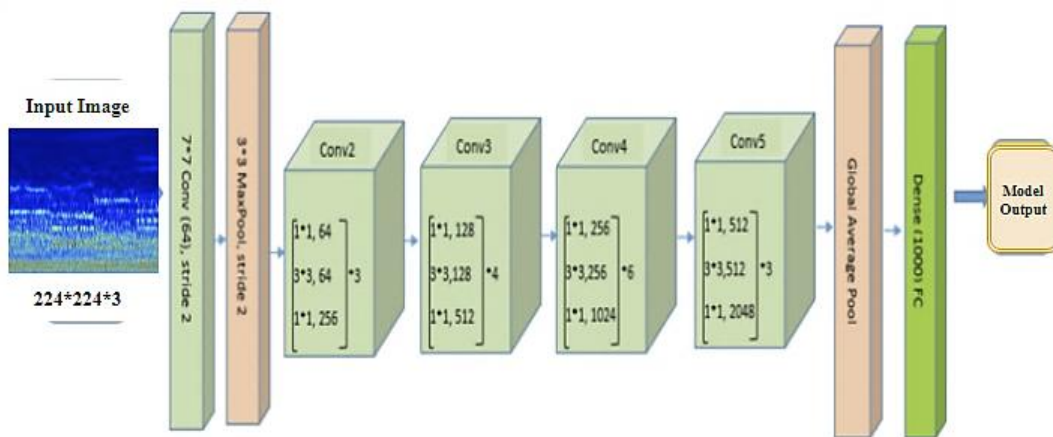 Input Image
224*224*3
7*7 Conv (64), stride 2
3*3 MaxPool, stride 2
Conv2
1*1, 64
3*3, 64 *3
1*1, 256
Conv3
1*1, 128
3*3,128 *4
1*1, 512
Conv4
1*1, 256
3*3,256 *6
1*1, 1024
Conv5
1*1, 512
3*3,512 *3
1*1, 2048
Global Average Pool
Dense (1000) FC
Model
Output